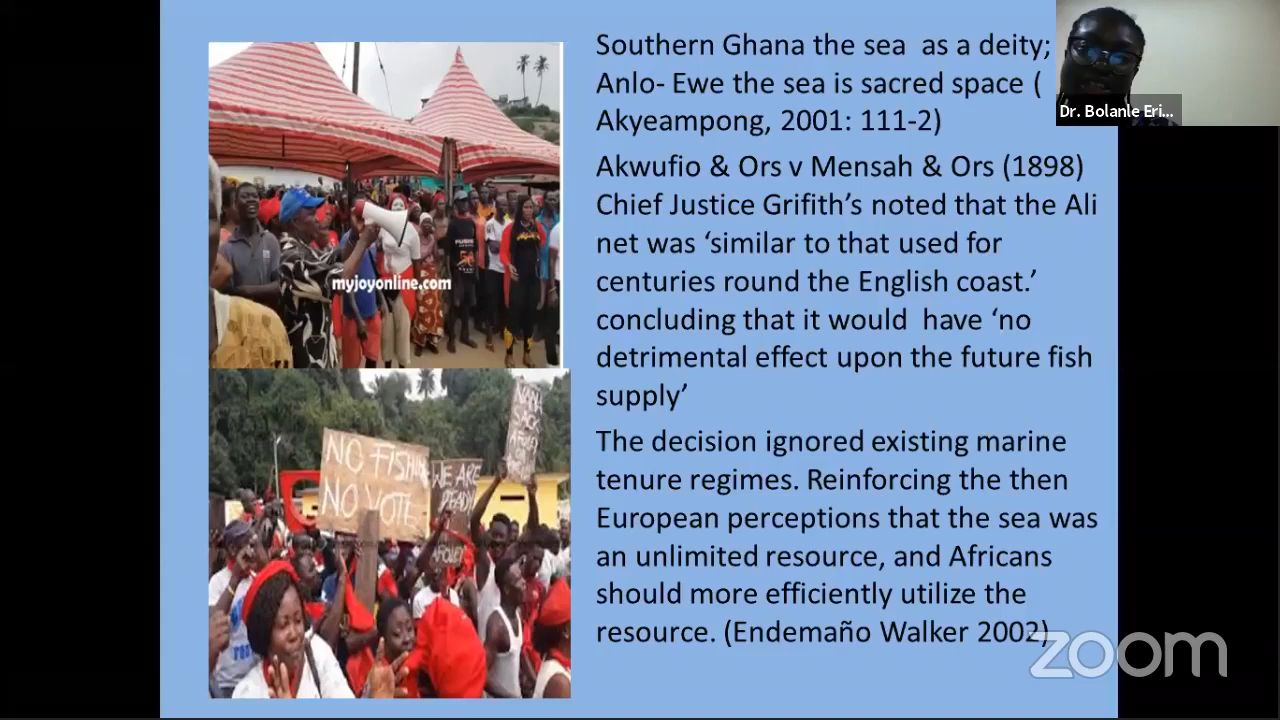 Southern Ghana the sea as a deity;
Anlo- Ewe the sea is sacred space (
Akyeampong, 2001: 111-2)
Akwufio & Ors v Mensah & Ors (1898)
Chief Justice Grifith’s noted that the Ali
net was ‘similar to that used for
centuries round the English coast.’
concluding that it would have ‘no
detrimental effect upon the future fish
supply’
The decision ignored existing marine
tenure regimes. Reinforcing the then
European perceptions that the sea was
an unlimited resource, and Africans
should more efficiently utilize the
resource. (Endemaño Walker 2002)
Dr. Bolanle Eri...
myjoyonline.com
NO FISHIN
NO VOTE
WE ARE
READY
NANA
SACK
AFOLEY
AFOLEY
zoom